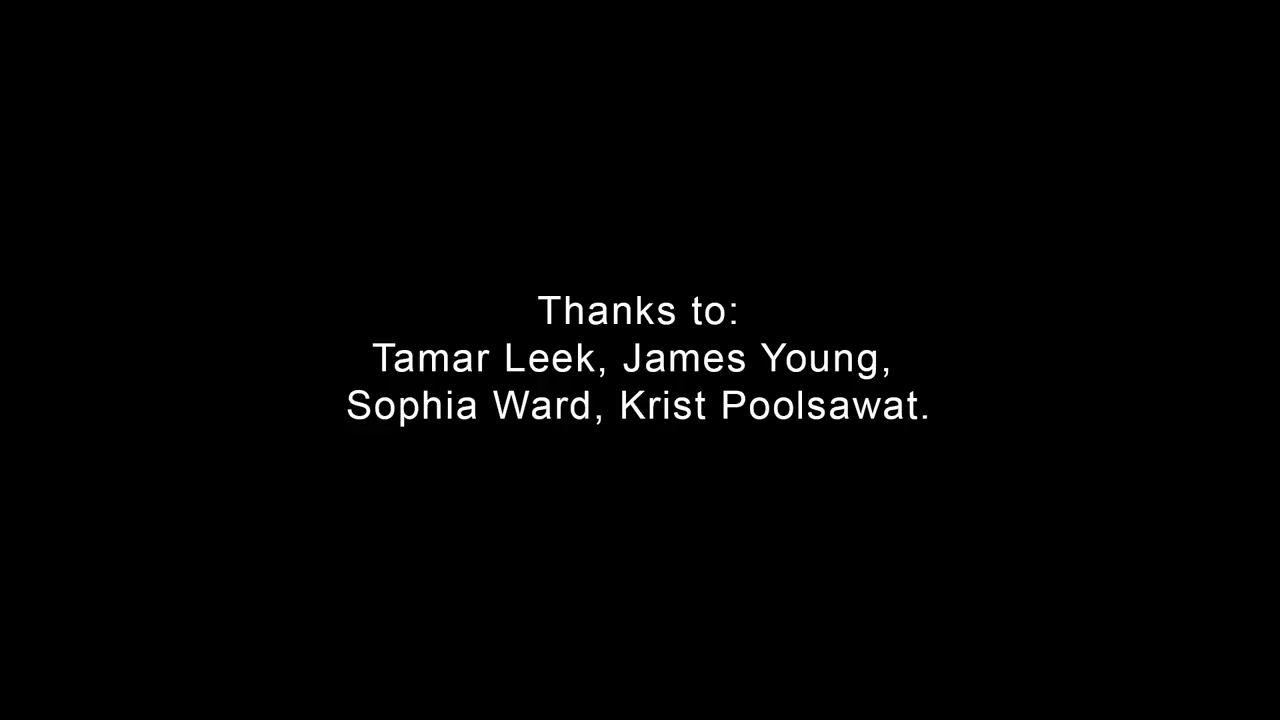 Thanks to:
Tamar Leek, James Young,
Sophia Ward, Krist Poolsawat.